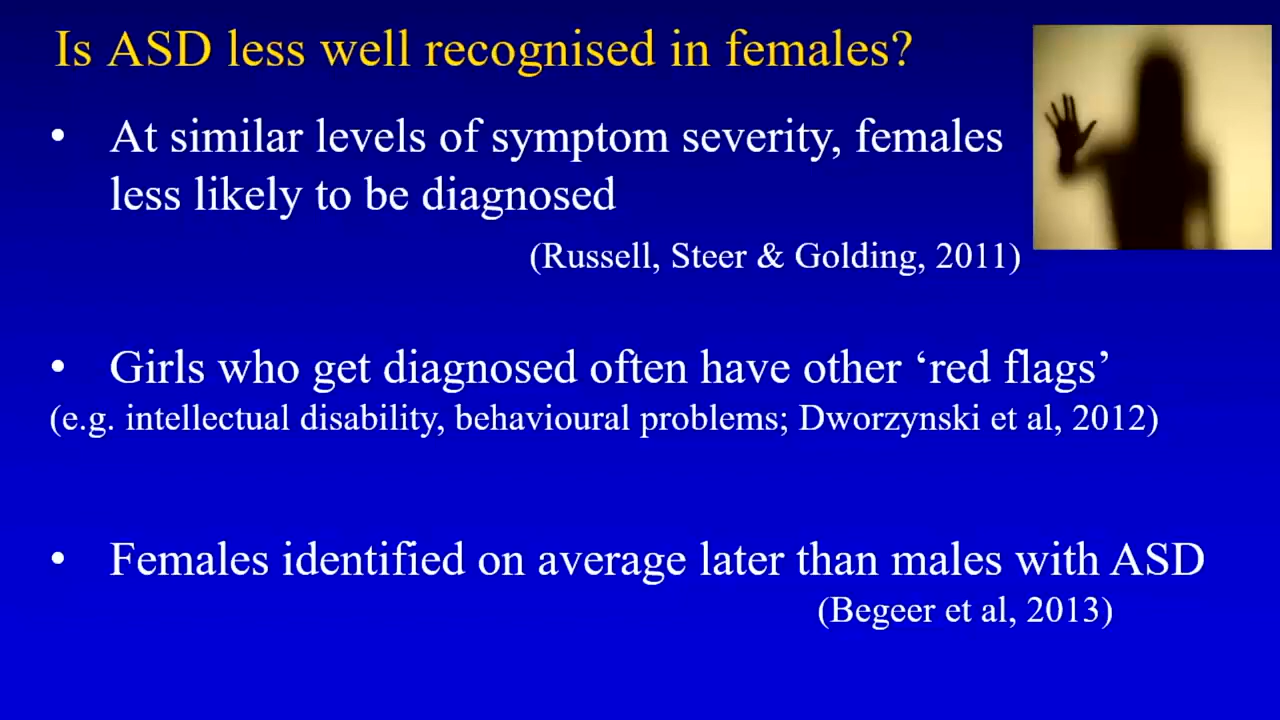 Is ASD less well recognised in females?
• At similar levels of symptom severity, females
less likely to be diagnosed
(Russell, Steer & Golding, 2011)
• Girls who get diagnosed often have other ‘red flags’
(e.g. intellectual disability, behavioural problems; Dworzynski et al, 2012)
• Females identified on average later than males with ASD
(Begeer et al, 2013)